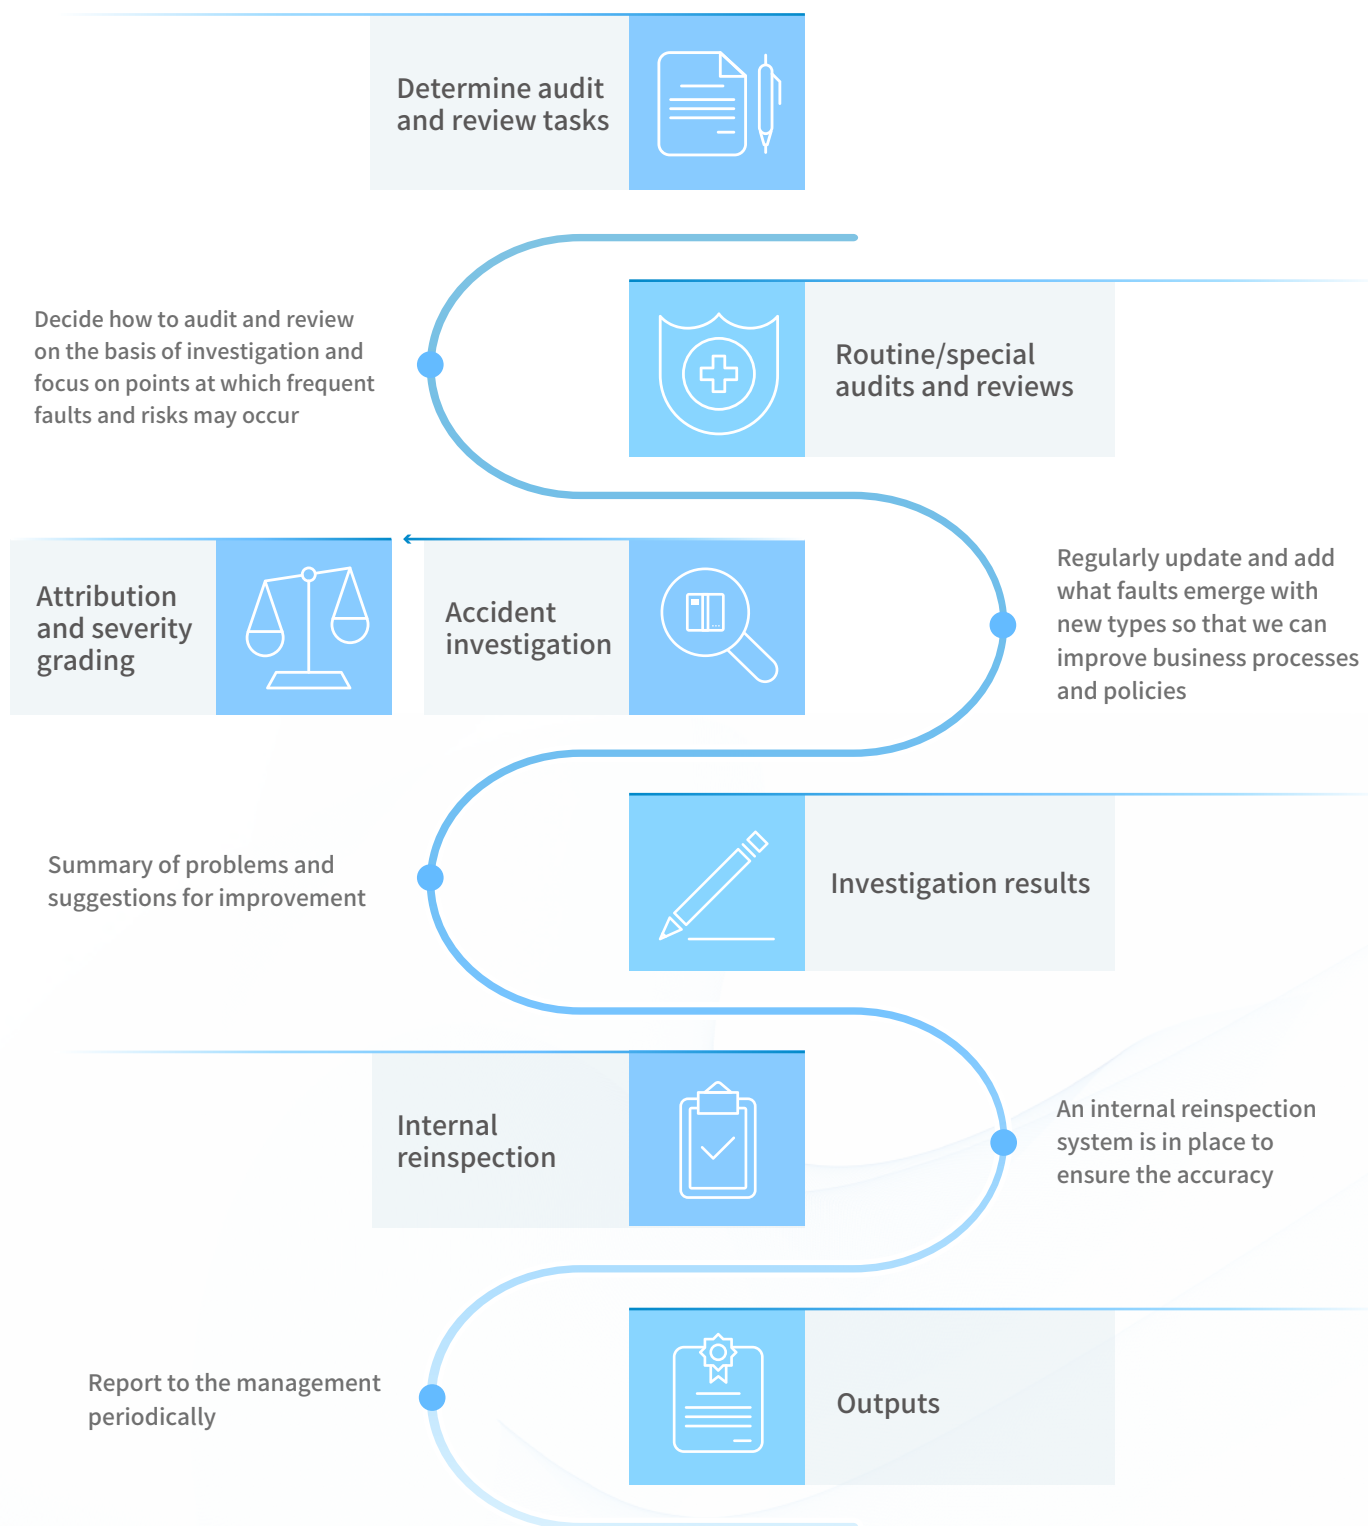 Determine audit
and review tasks
Decide how to audit and review
on the basis of investigation and
focus on points at which frequent
faults and risks may occur
Routine/special
audits and reviews
Attribution
and severity
grading
Accident
investigation
Regularly update and add
what faults emerge with
new types so that we can
improve business processes
and policies
Summary of problems and
suggestions for improvement
Investigation results
Internal
reinspection
An internal reinspection
system is in place to
ensure the accuracy
Report to the management
periodically
Outputs